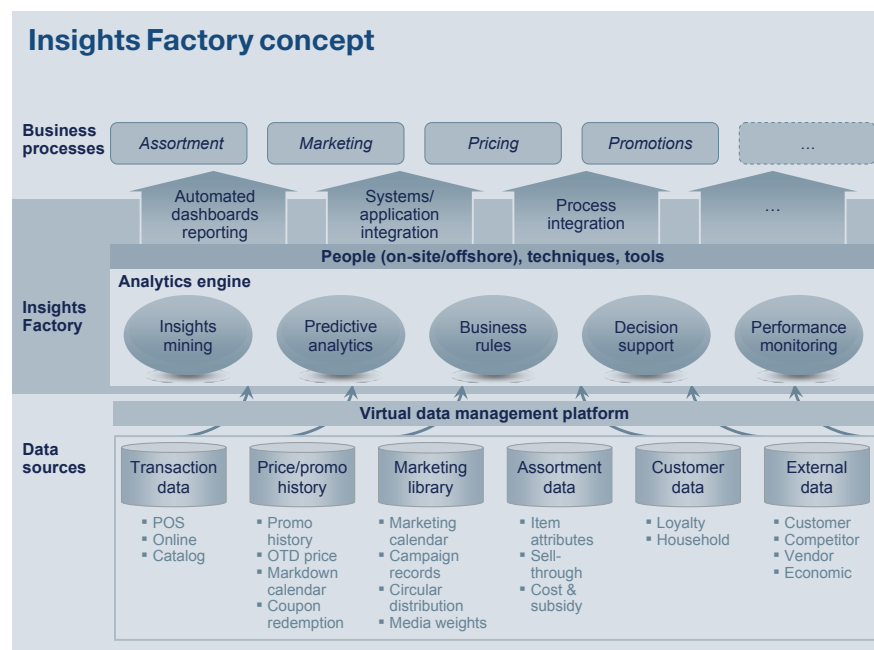 Insights Factory concept
Business
processes
Assortment
Marketing
Pricing
Promotions
…
Automated
dashboards
reporting
Systems/
application
integration
Process
integration
…
People (on-site/offshore), techniques, tools
Insights
Factory
Analytics engine
Insights
mining
Predictive
analytics
Business
rules
Decision
support
Performance
monitoring
Virtual data management platform
Data
sources
Transaction
data
▪ POS
▪ Online
▪ Catalog
Price/promo
history
▪ Promo
history
▪ OTD price
▪ Markdown
calendar
▪ Coupon
redemption
Marketing
library
▪ Marketing
calendar
▪ Campaign
records
▪ Circular
distribution
▪ Media weights
Assortment
data
▪ Item
attributes
▪ Sell-
through
▪ Cost &
subsidy
Customer
data
▪ Loyalty
▪ Household
External
data
▪ Customer
▪ Competitor
▪ Vendor
▪ Economic